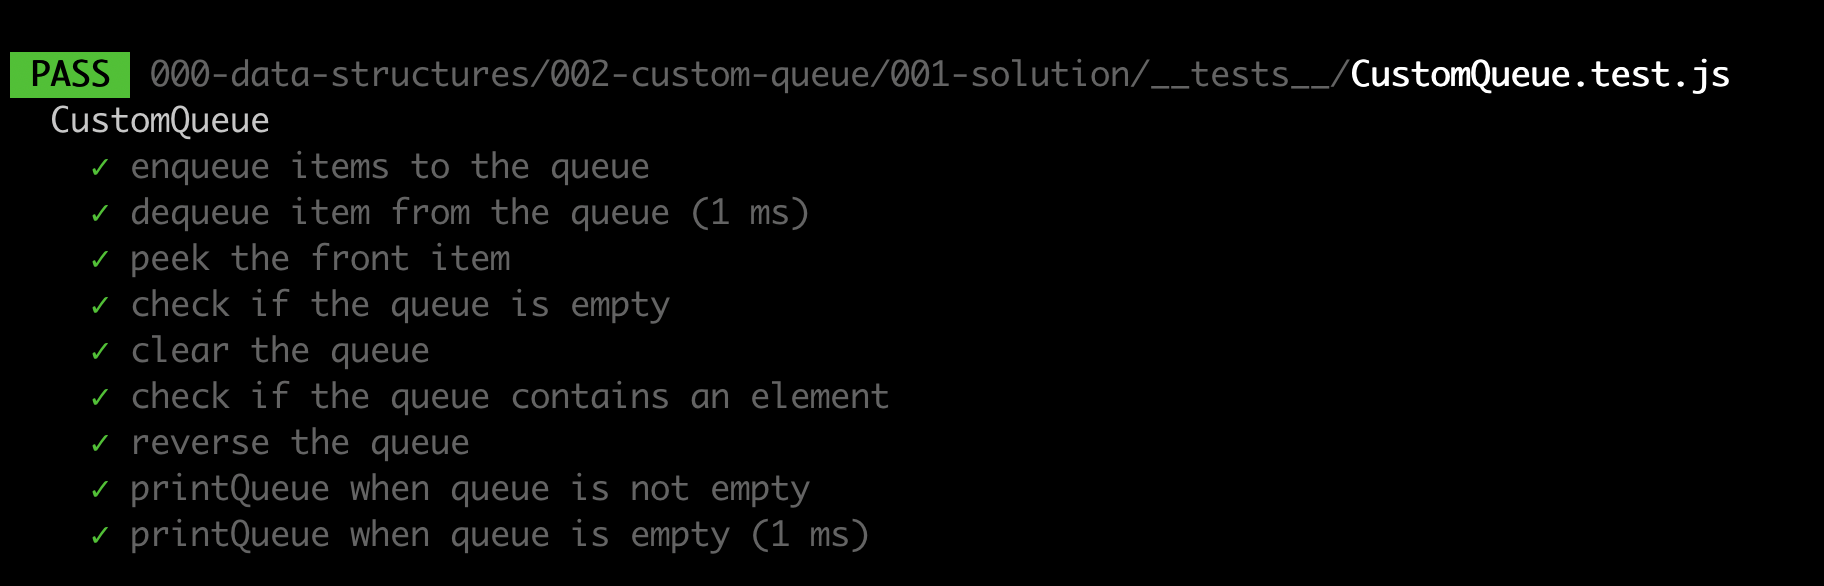 PASS 000-data-structures/002-custom-queue/001-solution/__tests__/CustomQueue.test.js
CustomQueue
✓ enqueue items to the queue
✓ dequeue item from the queue (1 ms)
✓ peek the front item
✓ check if the queue is empty
✓ clear the queue
✓ check if the queue contains an element
✓ reverse the queue
✓ printQueue when queue is not empty
✓ printQueue when queue is empty (1 ms)